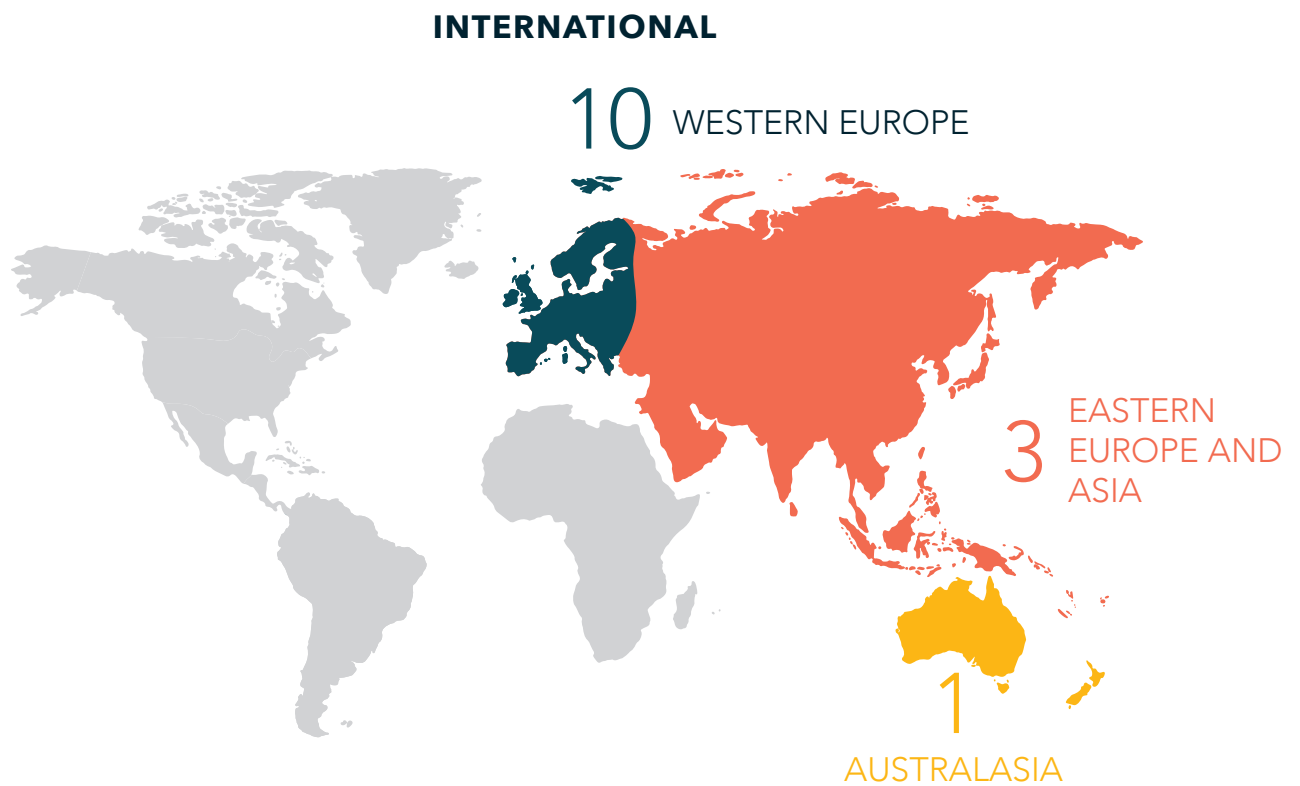 INTERNATIONAL
10 WESTERN EUROPE
3 EASTERN
EUROPE AND
ASIA
1
AUSTRALASIA